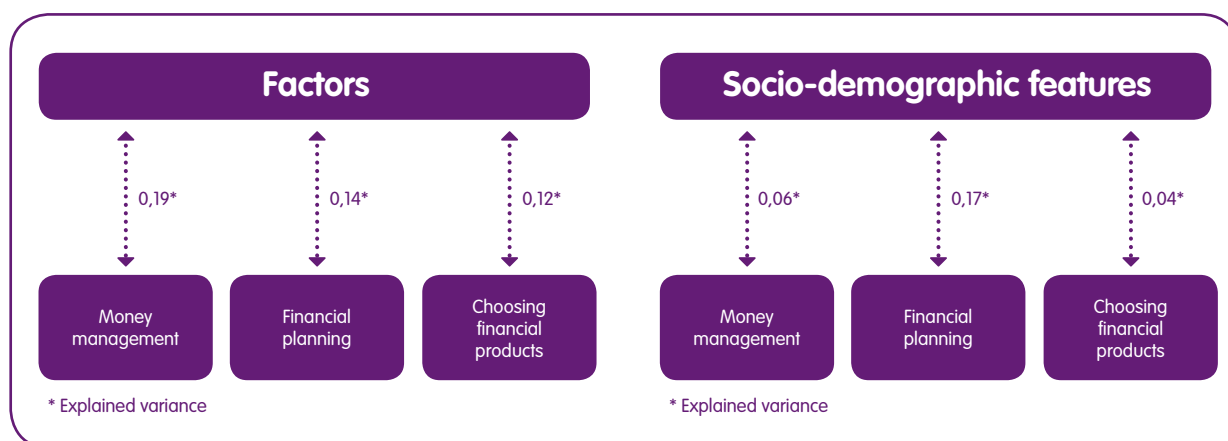 Factors
Socio-demographic features
0,19*
0,14*
0,12*
0,06*
0,17*
0,04*
Money
management
Financial
planning
Choosing
financial
products
Money
management
Financial
planning
Choosing
financial
products
* Explained variance
* Explained variance